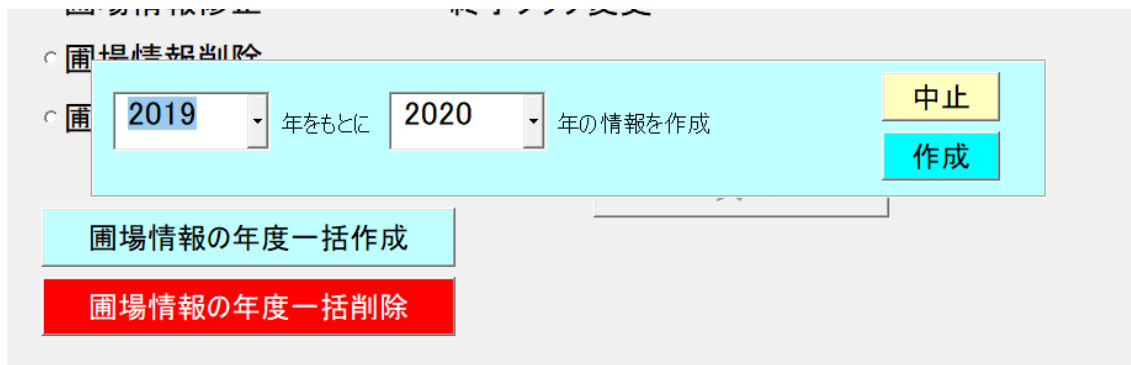 圃場情報削除
圃
2019 年をもとに 2020 年の情報を作成
中止
作成
圃場情報の年度一括作成
圃場情報の年度一括削除